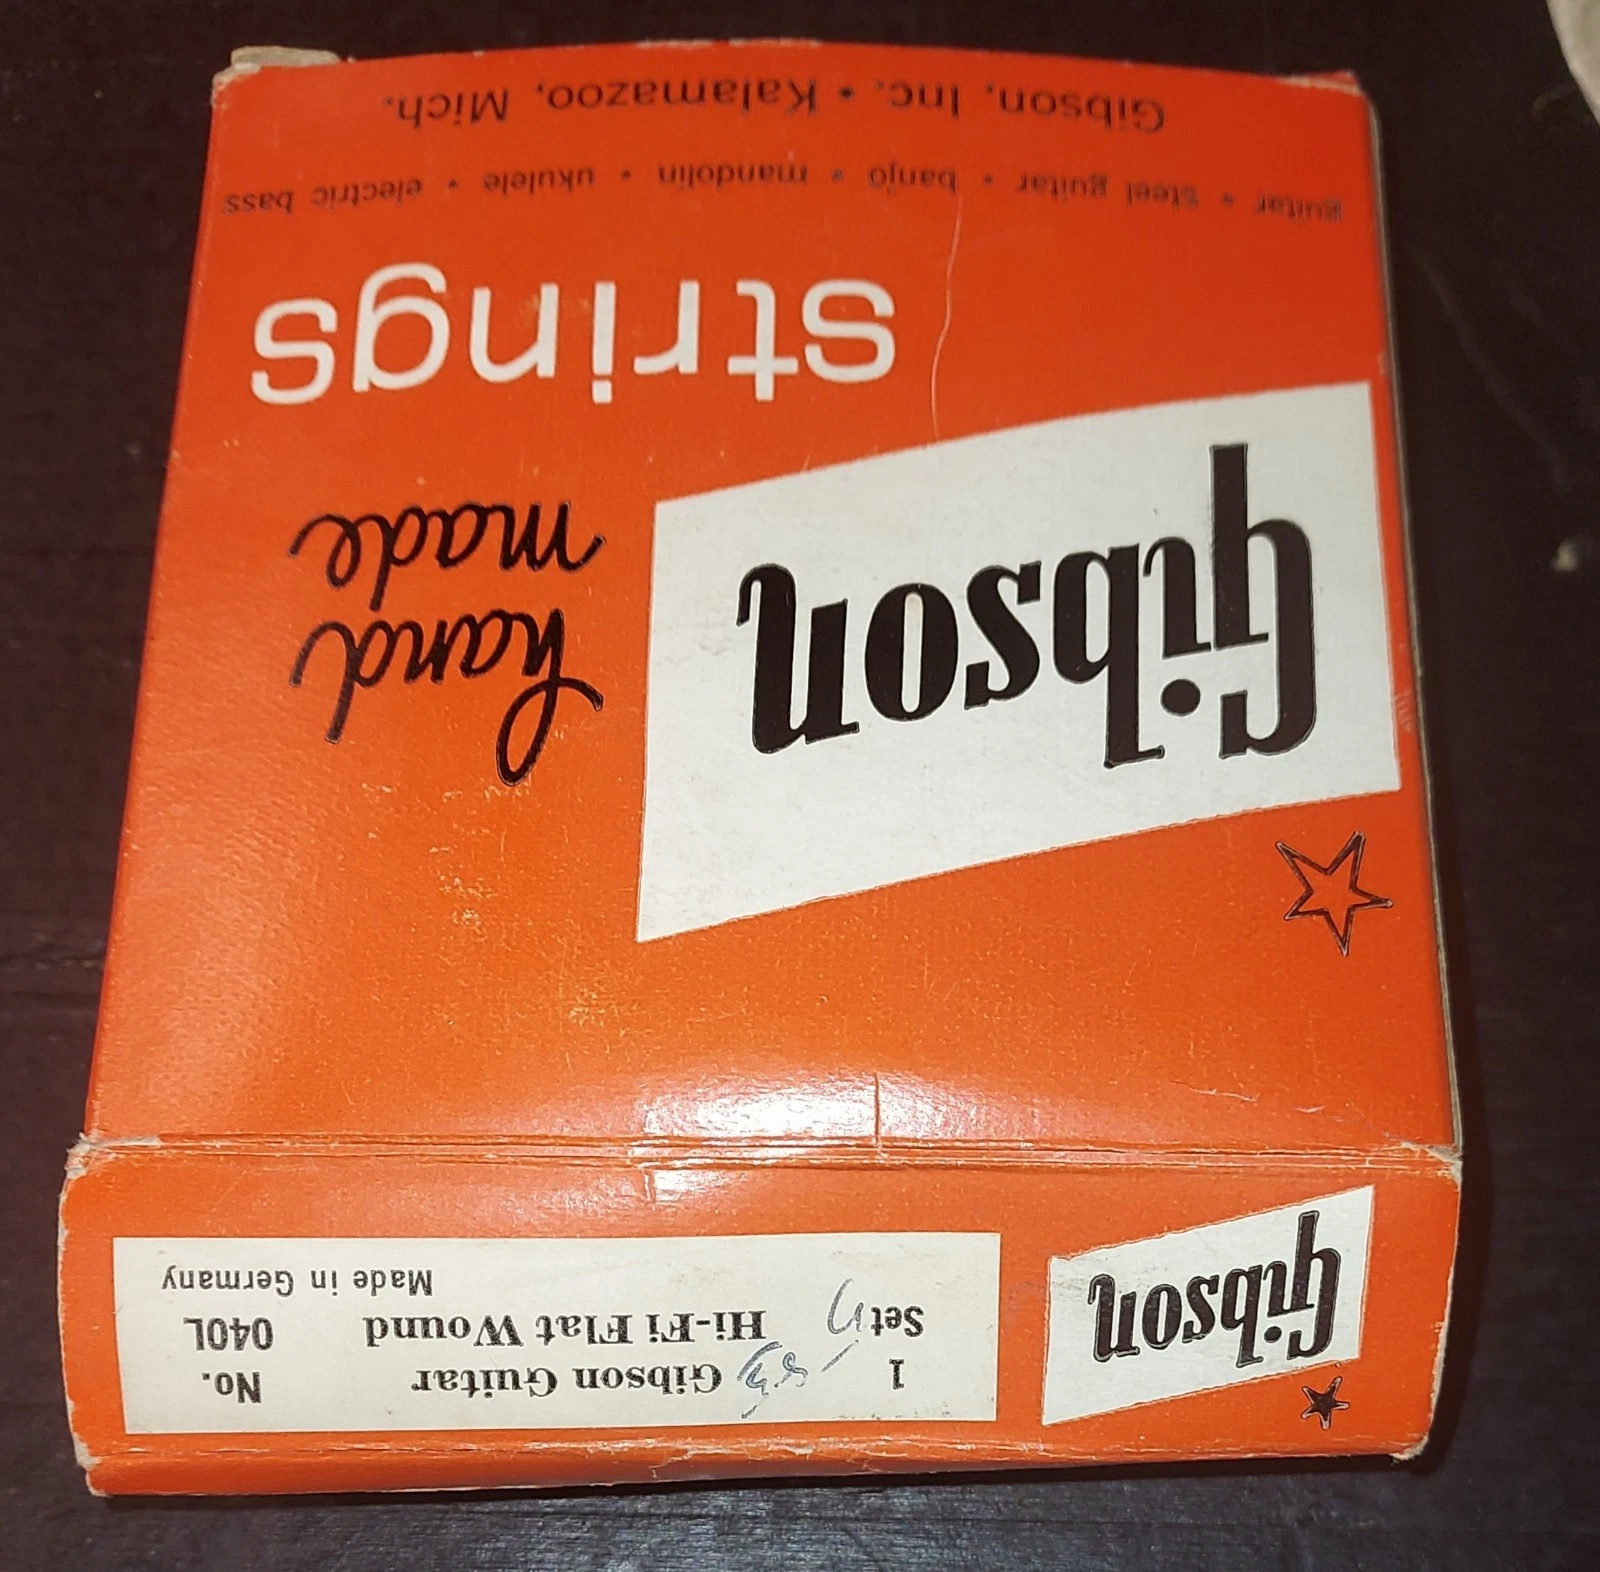 Gibson
1 Gibson Guitar No.
Set Hi-Fi Flat Wound 040L
Made in Germany
Gibson
hand
made
strings
guitar • steel guitar • banjo • mandolin • ukulele • electric bass
Gibson, Inc. • Kalamazoo, Mich.